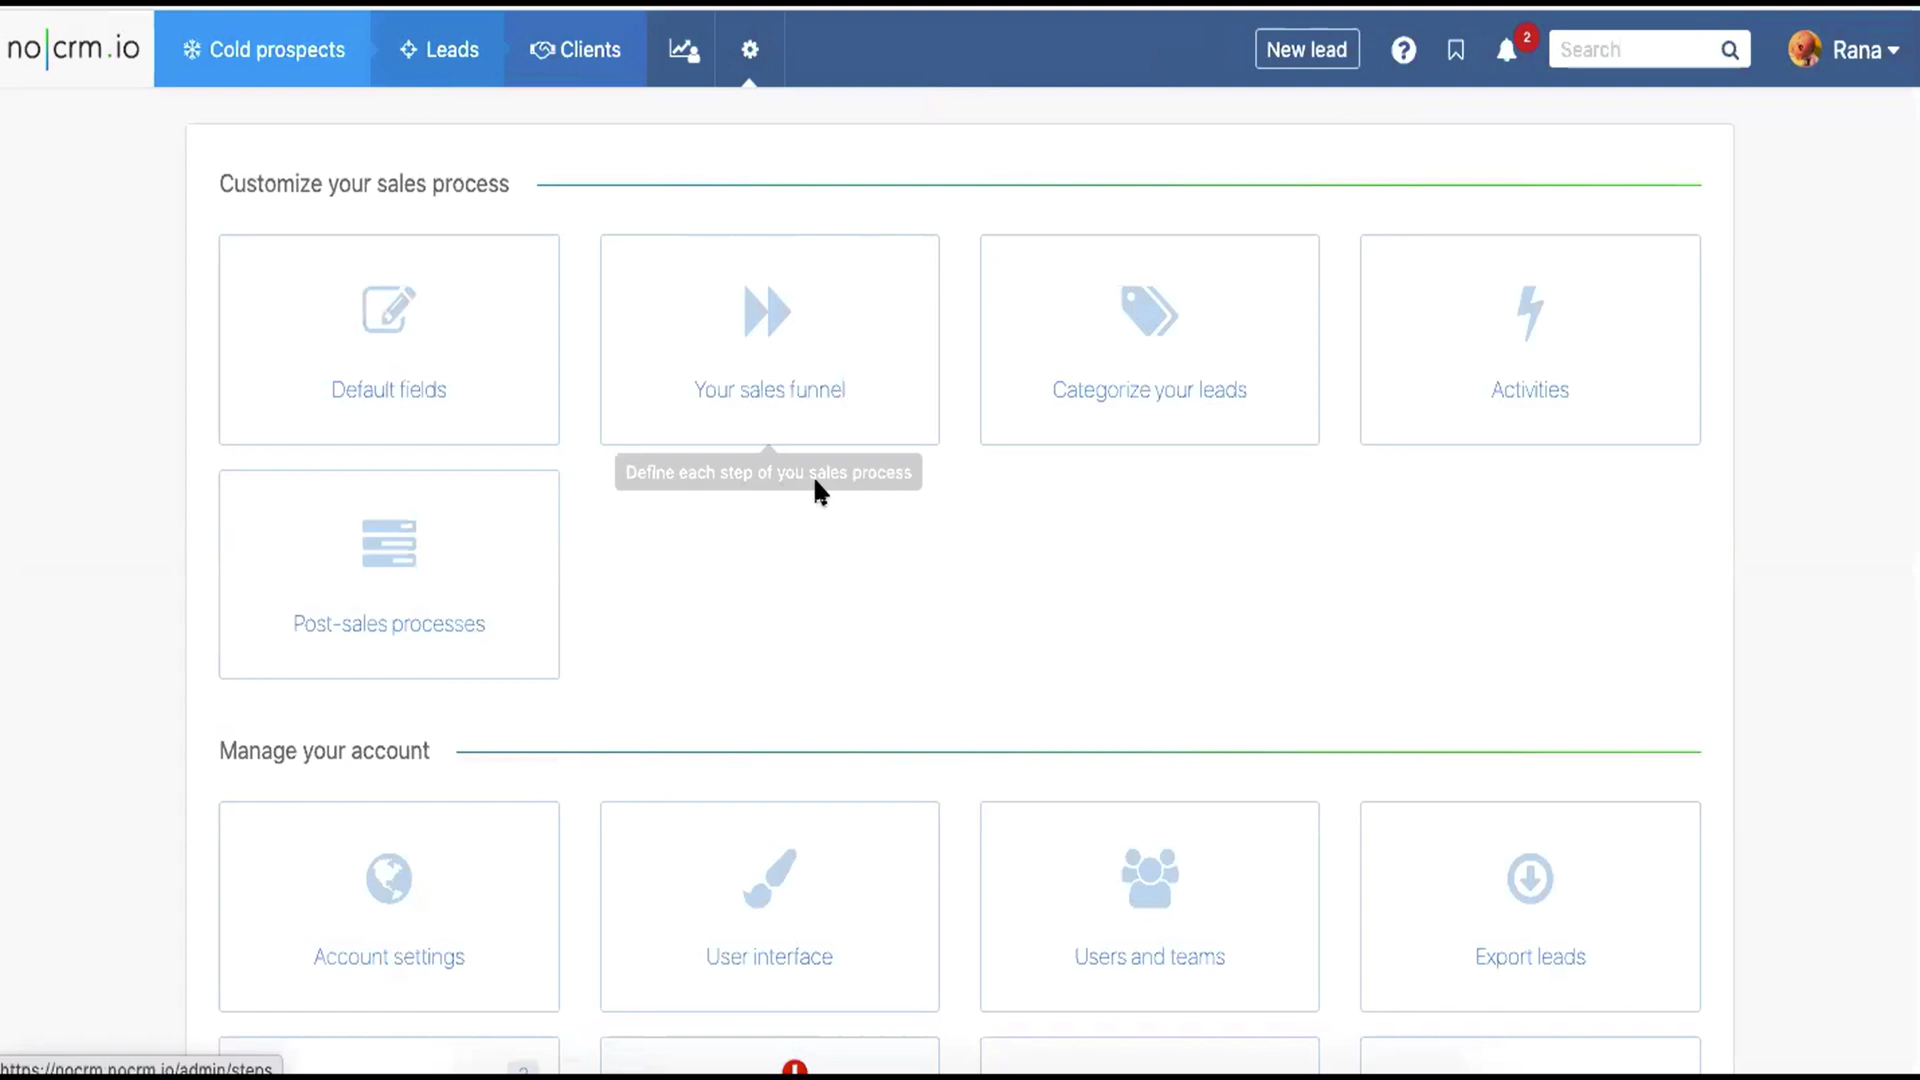 no|crm.io
Cold prospects
Leads
Clients
New lead
2
Search
Rana
Customize your sales process
Default fields
Your sales funnel
Categorize your leads
Activities
Define each step of you sales process
Post-sales processes
Manage your account
Account settings
User interface
Users and teams
Export leads
https://nocrm.nocrm.io/admin/steps